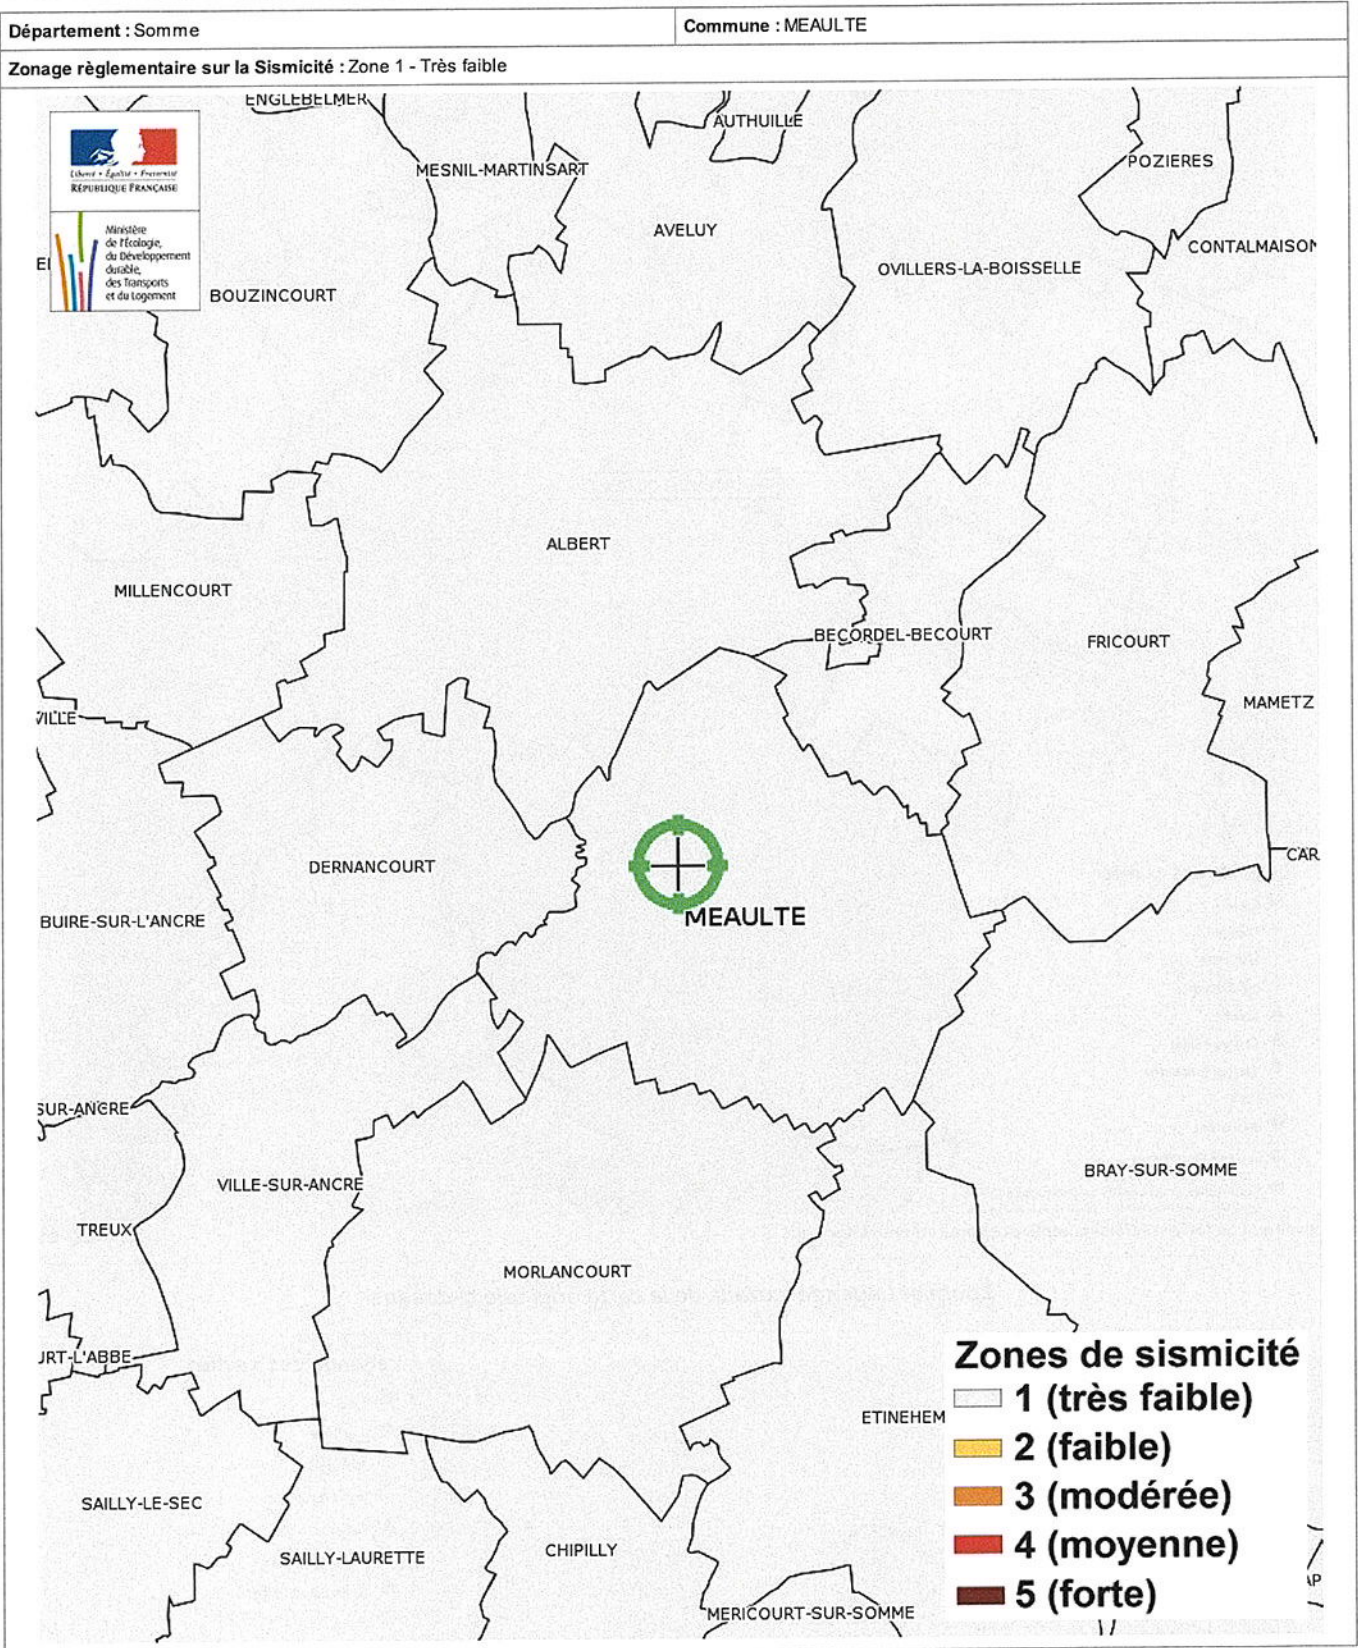 Département : Somme
Commune : MEAULTE
Zonage règlementaire sur la Sismicité : Zone 1 - Très faible
ENGLEBELMER
AUTHUILLE
Liberté • Égalité • Fraternité
RÉPUBLIQUE FRANÇAISE
MESNIL-MARTINSART
POZIERES
Ministère
de l'Écologie,
du Développement
durable,
des Transports
et du Logement
AVELUY
CONTALMAISON
OVILLERS-LA-BOISSELLE
BOUZINCOURT
ALBERT
MILLENCOURT
BECORDEL-BECOURT
FRICOURT
MAMETZ
VILLE
CAR
DERNANCOURT
MEAULTE
BUIRE-SUR-L'ANCRE
SUR-ANCRE
BRAY-SUR-SOMME
VILLE-SUR-ANCRE
TREUX
MORLANCOURT
URT-L'ABBE
Zones de sismicité
1 (très faible)
ETINEHEM
2 (faible)
3 (modérée)
SAILLY-LE-SEC
4 (moyenne)
CHIPILLY
SAILLY-LAURETTE
5 (forte)
AP
MERICOURT-SUR-SOMME